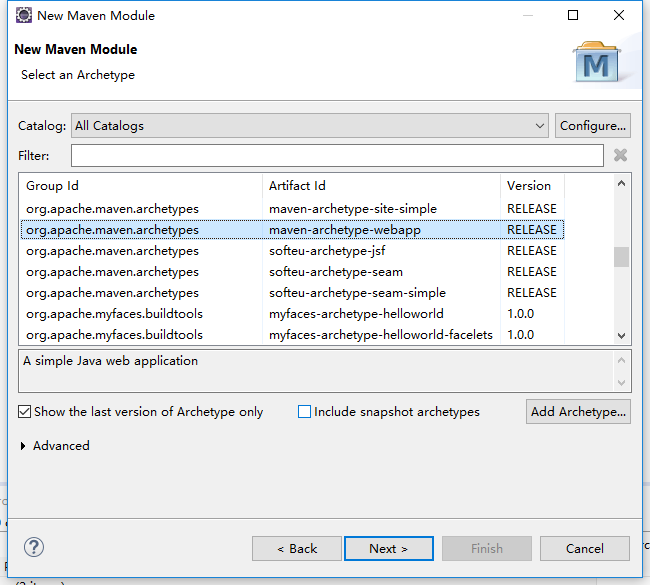 New Maven Module
New Maven Module
Select an Archetype
M
Catalog: All Catalogs Configure...
Filter:
Group Id Artifact Id Version
org.apache.maven.archetypes maven-archetype-site-simple RELEASE
org.apache.maven.archetypes maven-archetype-webapp RELEASE
org.apache.maven.archetypes softeu-archetype-jsf RELEASE
org.apache.maven.archetypes softeu-archetype-seam RELEASE
org.apache.maven.archetypes softeu-archetype-seam-simple RELEASE
org.apache.myfaces.buildtools myfaces-archetype-helloworld 1.0.0
org.apache.myfaces.buildtools myfaces-archetype-helloworld-facelets 1.0.0
A simple Java web application
Show the last version of Archetype only Include snapshot archetypes Add Archetype...
Advanced
? < Back Next > Finish Cancel